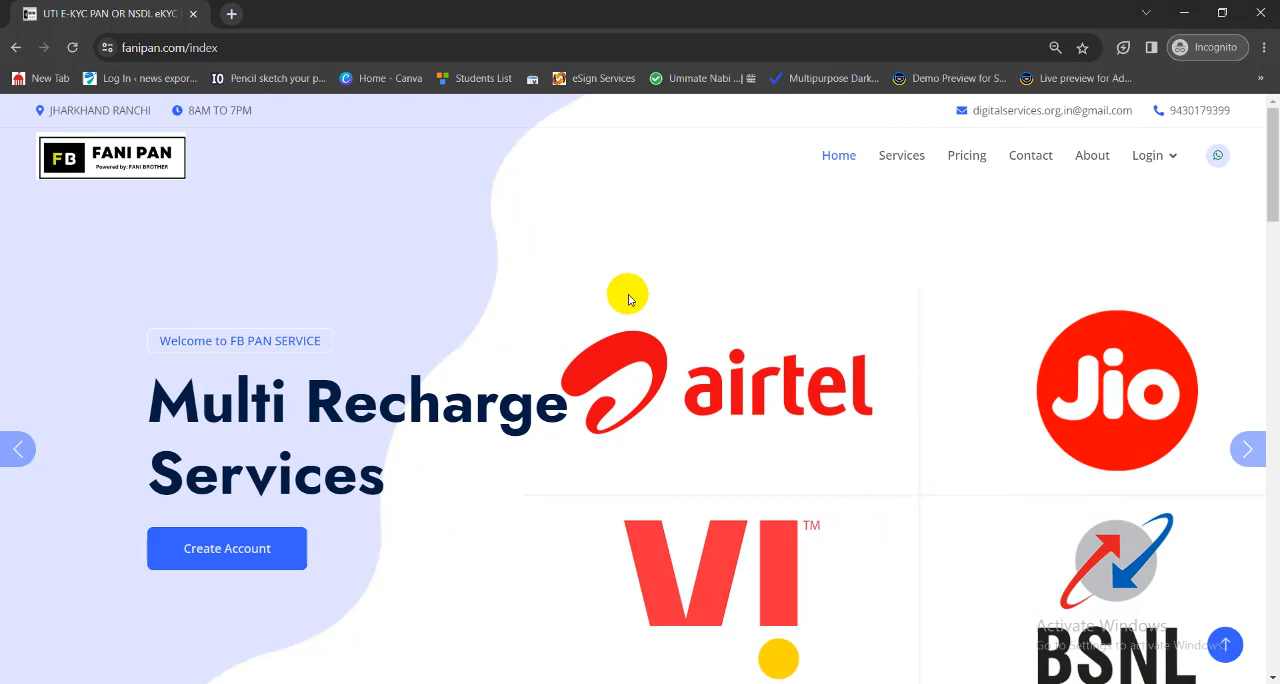 UTI E-KYC PAN OR NSDL eKYC
fanipan.com/index
Incognito
New Tab
Log In ‹ news expor...
Pencil sketch your p...
Home - Canva
Students List
eSign Services
Ummate Nabi ...|
Multipurpose Dark...
Demo Preview for S...
Live preview for Ad...
»
JHARKHAND RANCHI
8AM TO 7PM
digitalservices.org.in@gmail.com
9430179399
FB FANI PAN
Powered by: FANI BROTHER
Home
Services
Pricing
Contact
About
Login
Welcome to FB PAN SERVICE
Multi Recharge
Services
Create Account
airtel
Jio
VI TM
BSNL
Activate Windows
Go to Settings to activate Windows.